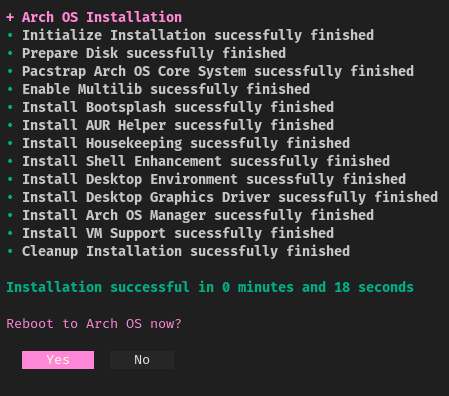 + Arch OS Installation
• Initialize Installation sucessfully finished
• Prepare Disk sucessfully finished
• Pacstrap Arch OS Core System sucessfully finished
• Enable Multilib sucessfully finished
• Install Bootsplash sucessfully finished
• Install AUR Helper sucessfully finished
• Install Housekeeping sucessfully finished
• Install Shell Enhancement sucessfully finished
• Install Desktop Environment sucessfully finished
• Install Desktop Graphics Driver sucessfully finished
• Install Arch OS Manager sucessfully finished
• Install VM Support sucessfully finished
• Cleanup Installation sucessfully finished
Installation successful in 0 minutes and 18 seconds
Reboot to Arch OS now?
Yes No